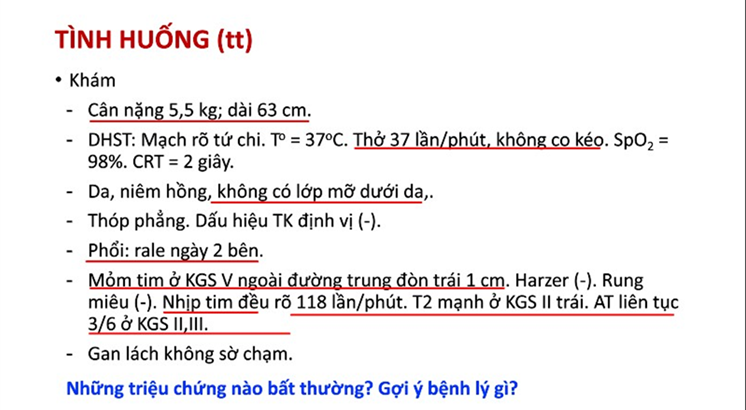 TÌNH HUỐNG (tt)
• Khám
- Cân nặng 5,5 kg; dài 63 cm.
- DHST: Mạch rõ tứ chi. Tº = 37ºC. Thở 37 lần/phút, không co kéo. SpO₂ =
98%. CRT = 2 giây.
- Da, niêm hồng, không có lớp mỡ dưới da,.
- Thóp phẳng. Dấu hiệu TK định vị (-).
- Phổi: rale ngày 2 bên.
- Mỏm tim ở KGS V ngoài đường trung đòn trái 1 cm. Harzer (-). Rung
miêu (-). Nhịp tim đều rõ 118 lần/phút. T2 mạnh ở KGS II trái. AT liên tục
3/6 ở KGS II,III.
- Gan lách không sờ chạm.
Những triệu chứng nào bất thường? Gợi ý bệnh lý gì?